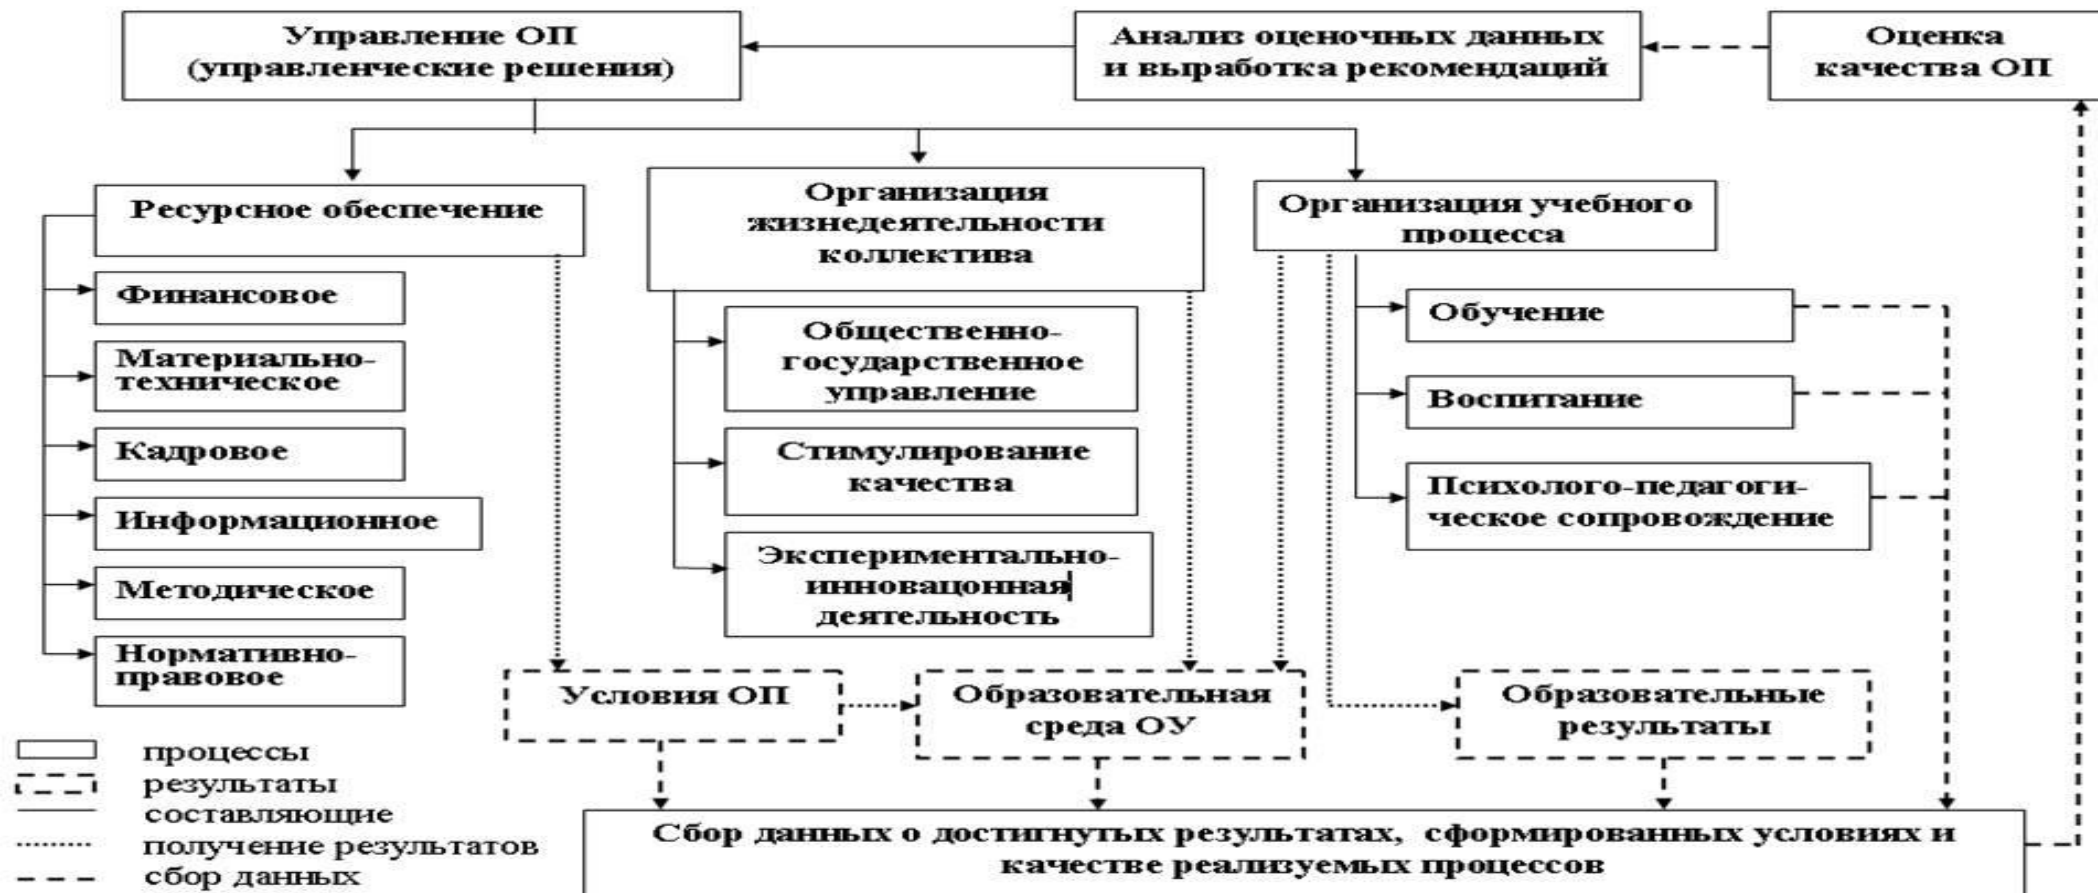 Управление ОП
(управленческие решения)
Анализ оценочных данных
и выработка рекомендаций
Оценка
качества ОП
Ресурсное обеспечение
Организация
жизнедеятельности
коллектива
Организация учебного
процесса
Финансовое
Материально-
техническое
Кадровое
Информационное
Методическое
Нормативно-
правовое
Общественно-
государственное
управление
Стимулирование
качества
Экспериментально-
инновацонная
деятельность
Обучение
Воспитание
Психолого-педагоги-
ческое сопровождение
Условия ОП
Образовательная
среда ОУ
Образовательные
результаты
процессы
результаты
составляющие
получение результатов
сбор данных
Сбор данных о достигнутых результатах, сформированных условиях и
качестве реализуемых процессов